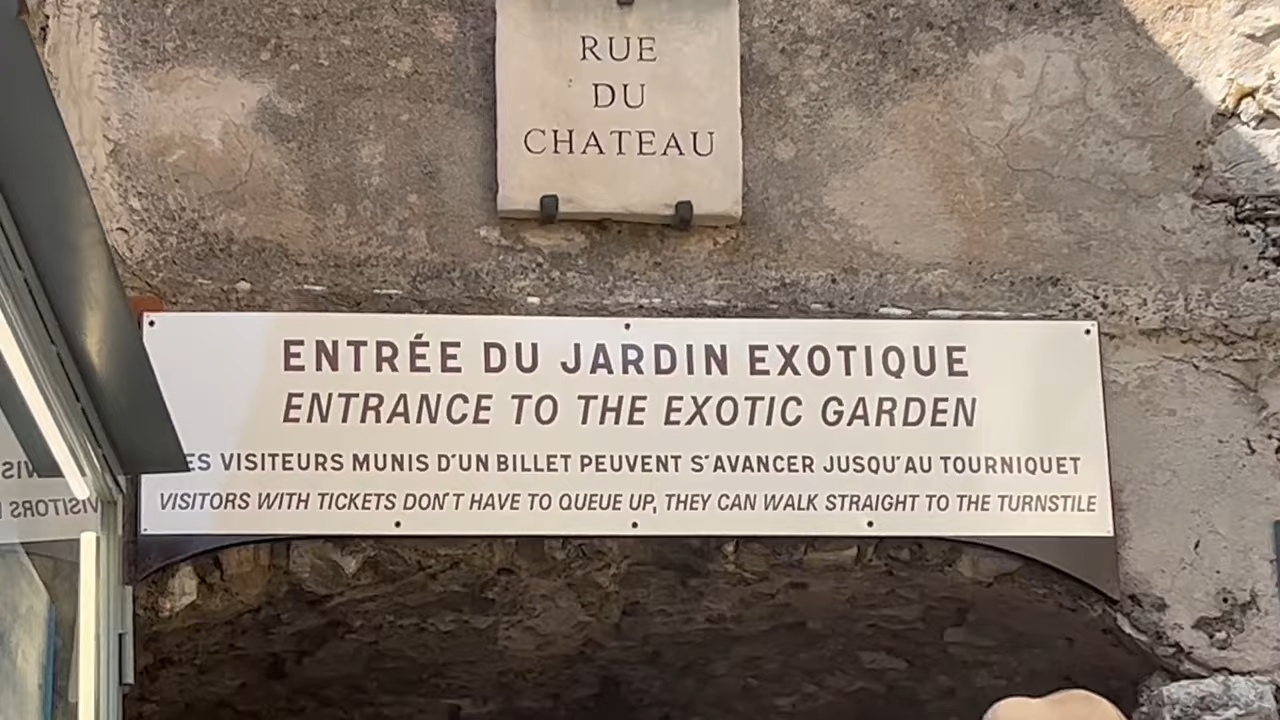 RUE
DU
CHATEAU
ENTRÉE DU JARDIN EXOTIQUE
ENTRANCE TO THE EXOTIC GARDEN
VISITEURS MUNIS D'UN BILLET PEUVENT S'AVANCER JUSQU'AU TOURNIQUET
VISITORS WITH TICKETS DON'T HAVE TO QUEUE UP, THEY CAN WALK STRAIGHT TO THE TURNSTILE
VISITORS